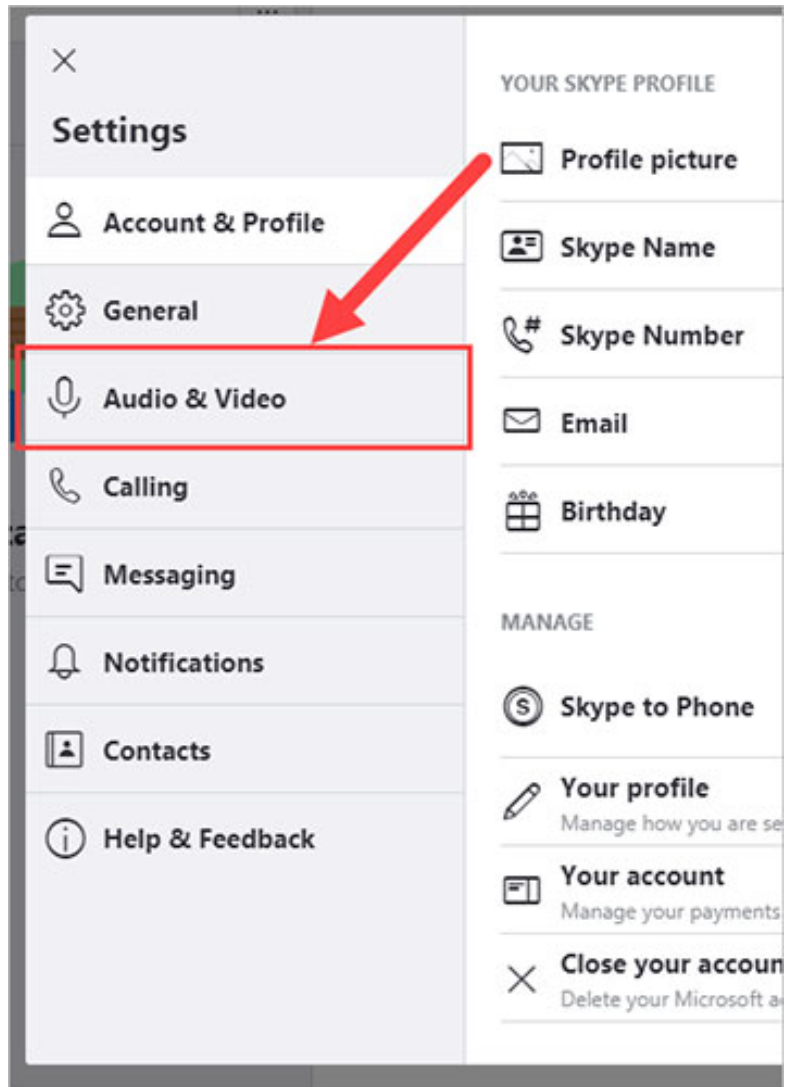 Settings
Account & Profile
General
Audio & Video
Calling
Messaging
Notifications
Contacts
Help & Feedback
YOUR SKYPE PROFILE
Profile picture
Skype Name
Skype Number
Email
Birthday
MANAGE
Skype to Phone
Your profile
Manage how you are se
Your account
Manage your payments
Close your accoun
Delete your Microsoft a